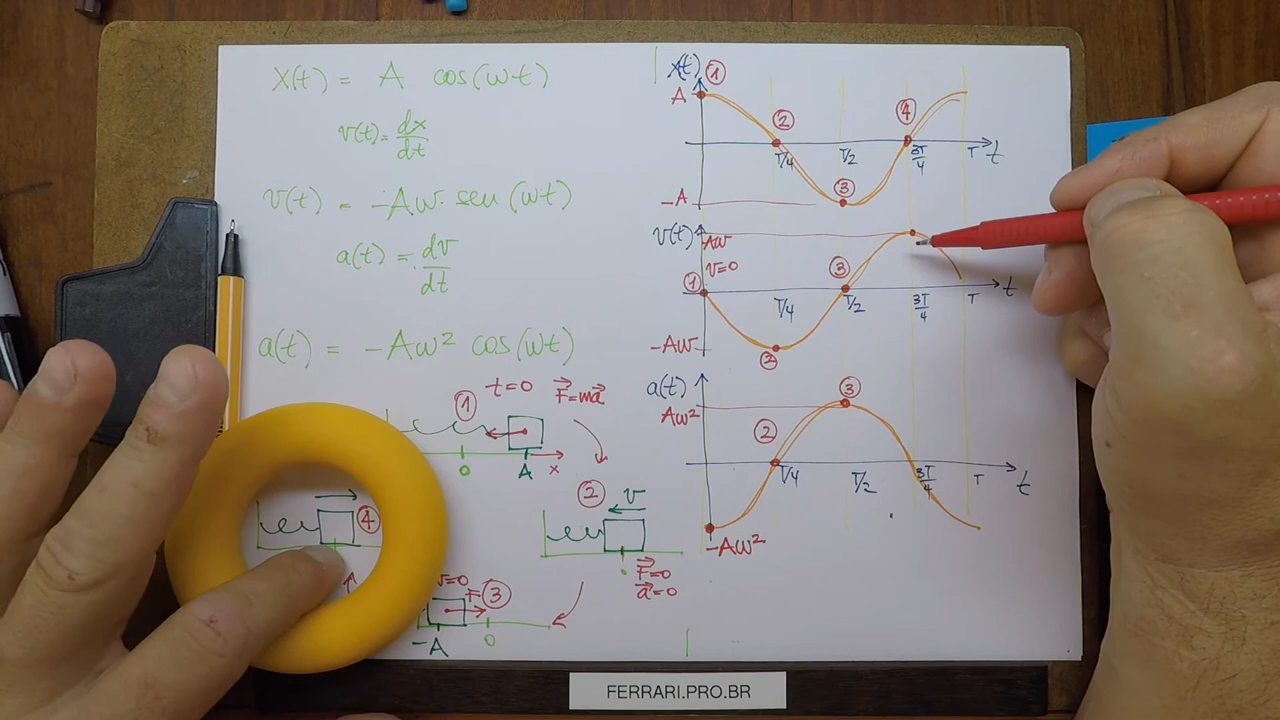 X(t) = A cos(ωt)
v(t) = dx/dt
v(t) = -Aω · sen(ωt)
a(t) = dv/dt
a(t) = -Aω² cos(ωt)
① t=0 F⃗=ma⃗
0 A x
② v
0
F⃗=0
a⃗=0
④
v=0 F ③
-A 0
X(t) ①
A
② ④
T/4 T/2 3T/4 T t
③
-A
v(t) Aω
v=0
① ③
T/4 T/2 3T/4 T t
-Aω ②
a(t)
Aω² ③
②
T/4 T/2 3T/4 T t
-Aω²
FERRARI.PRO.BR